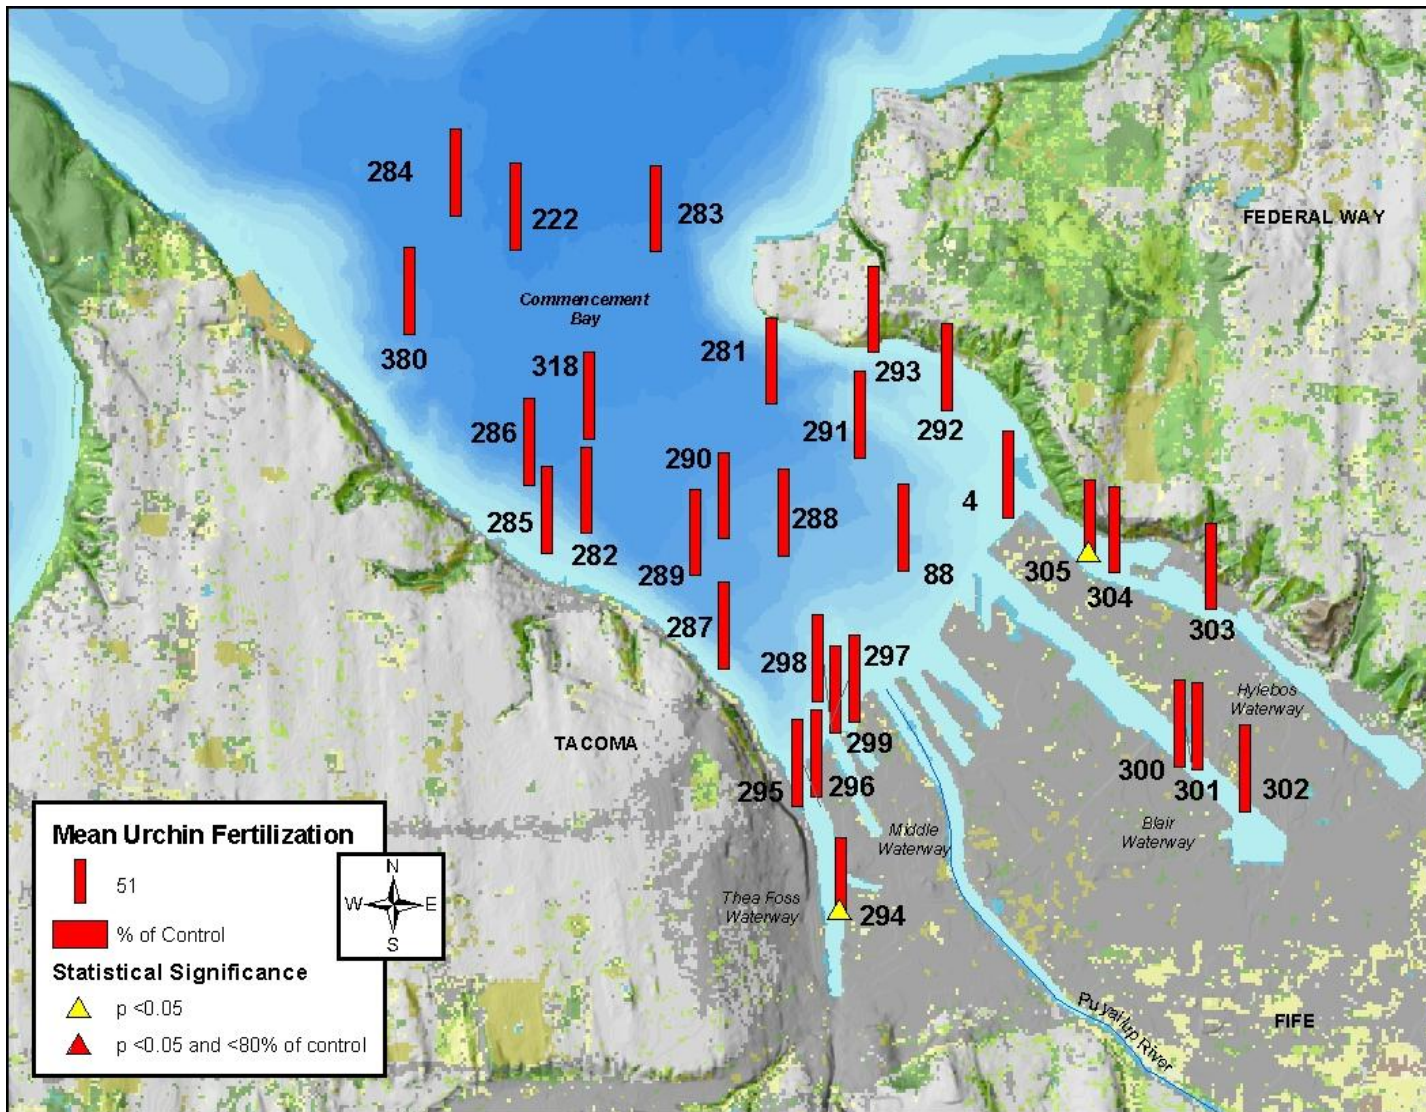 284
222
283
FEDERAL WAY
Commencement
Bay
380
318
281
293
286
291
292
290
285
282
288
4
289
88
305
304
287
303
298
297
Hylebos
Waterway
TACOMA
299
300
301
302
295
296
Middle
Waterway
Blair
Waterway
Thea Foss
Waterway
294
Puyallup River
FIFE
Mean Urchin Fertilization
51
% of Control
Statistical Significance
p <0.05
p <0.05 and <80% of control
N
W E
S